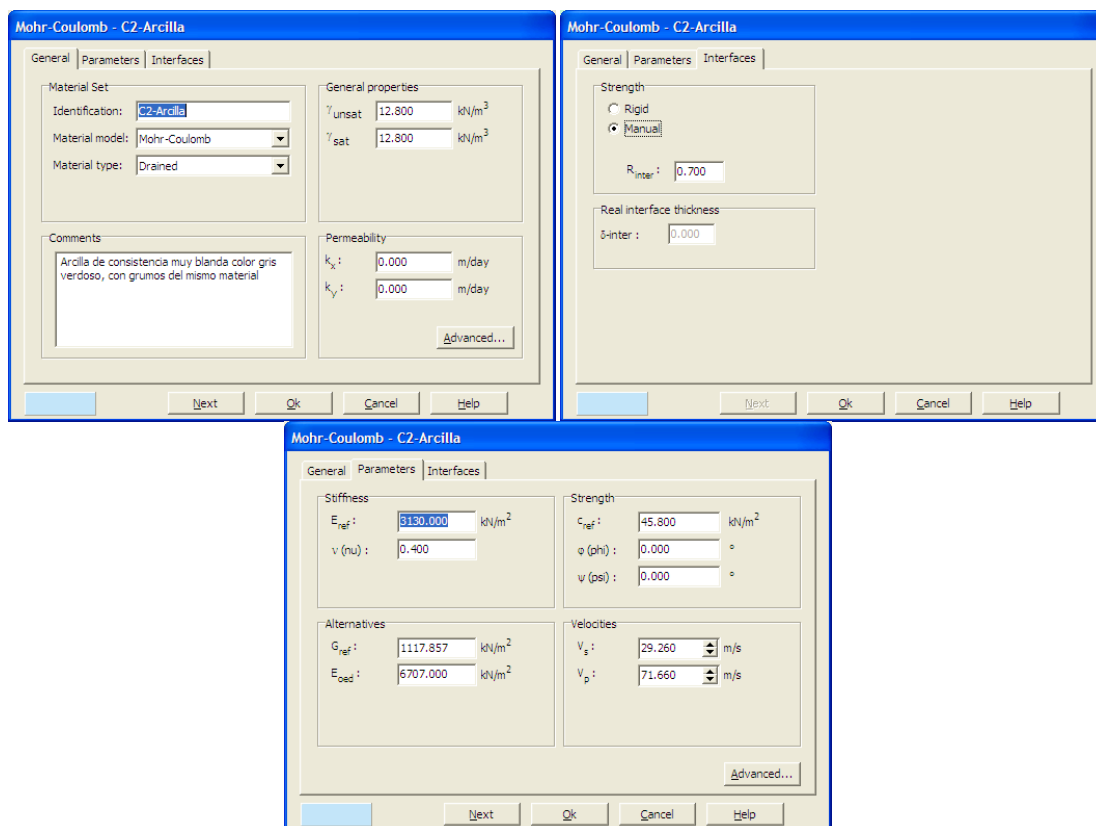 Mohr-Coulomb - C2-Arcilla
General Parameters Interfaces
Material Set
Identification: C2-Arcilla
Material model: Mohr-Coulomb
Material type: Drained
General properties
γunsat 12.800 kN/m³
γsat 12.800 kN/m³
Comments
Arcilla de consistencia muy blanda color gris
verdoso, con grumos del mismo material
Permeability
kx: 0.000 m/day
ky: 0.000 m/day
Advanced...
Next Ok Cancel Help
Mohr-Coulomb - C2-Arcilla
General Parameters Interfaces
Strength
Rigid
Manual
Rinter: 0.700
Real interface thickness
δ-inter : 0.000
Next Ok Cancel Help
Mohr-Coulomb - C2-Arcilla
General Parameters Interfaces
Stiffness
Eref: 3130.000 kN/m²
ν (nu) : 0.400
Strength
cref: 45.800 kN/m²
φ (phi) : 0.000 °
ψ (psi) : 0.000 °
Alternatives
Gref: 1117.857 kN/m²
Eoed: 6707.000 kN/m²
Velocities
Vs: 29.260 m/s
Vp: 71.660 m/s
Advanced...
Next Ok Cancel Help